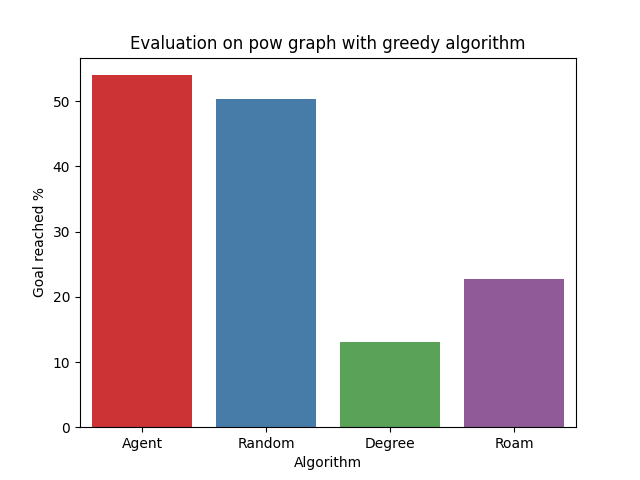 Evaluation on pow graph with greedy algorithm
Goal reached %
50
40
30
20
10
0
Agent
Random
Degree
Roam
Algorithm